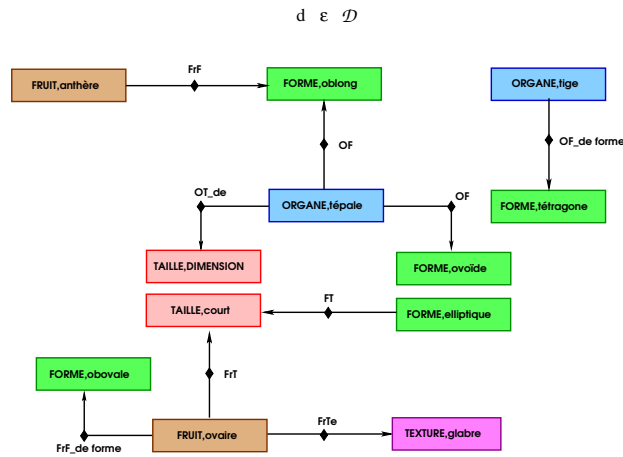 d ε 𝒟
FrF
FRUIT,anthère
FORME,oblong
ORGANE,tige
OF
OF_de forme
OT_de
OF
ORGANE,tépale
FORME,tétragone
TAILLE,DIMENSION
FORME,ovoïde
FT
TAILLE,court
FORME,elliptique
FORME,obovale
FrT
FrTe
FRUIT,ovaire
TEXTURE,glabre
FrF_de forme